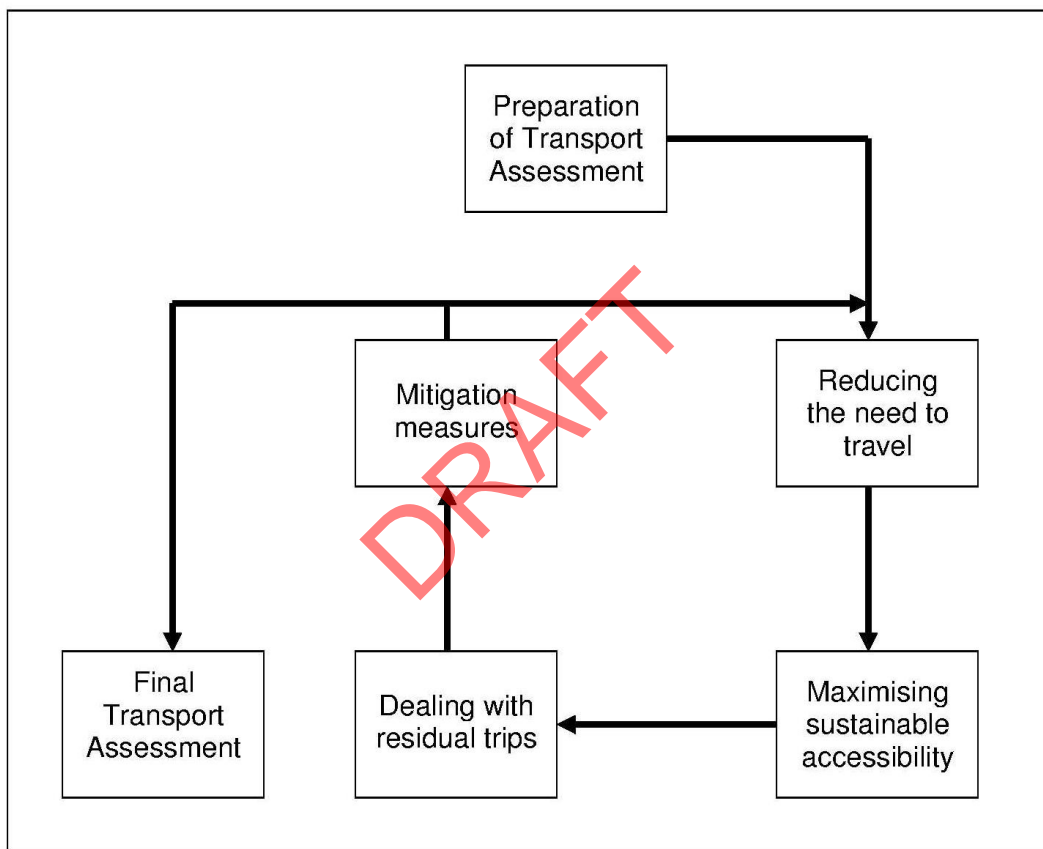 Preparation
of Transport
Assessment
Mitigation
measures
Reducing
the need to
travel
DRAFT
Final
Transport
Assessment
Dealing with
residual trips
Maximising
sustainable
accessibility